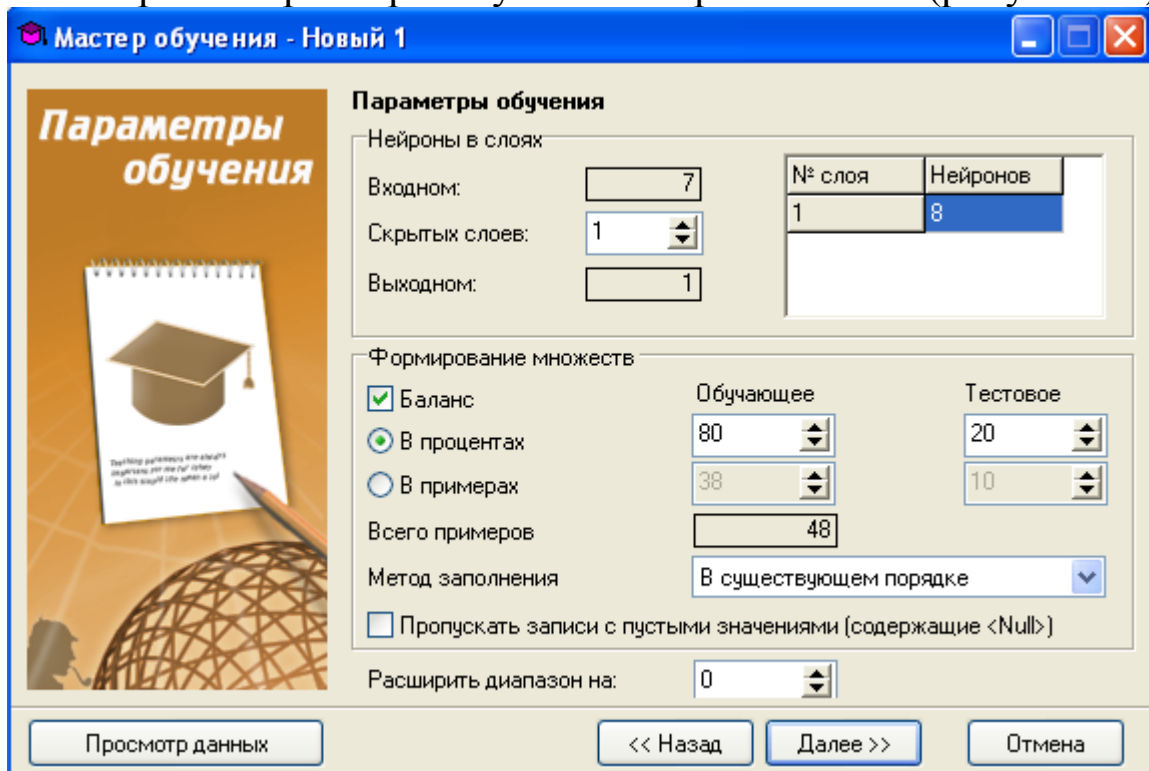 (рисунок
Мастер обучения - Новый 1
Параметры
обучения
Параметры обучения
Нейроны в слоях
Входном: 7
Скрытых слоев: 1
Выходном: 1
№ слоя Нейронов
1 8
Формирование множеств
Баланс Обучающее Тестовое
В процентах 80 20
В примерах 38 10
Всего примеров 48
Метод заполнения В существующем порядке
Пропускать записи с пустыми значениями (содержащие <Null>)
Расширить диапазон на: 0
Просмотр данных << Назад Далее >> Отмена